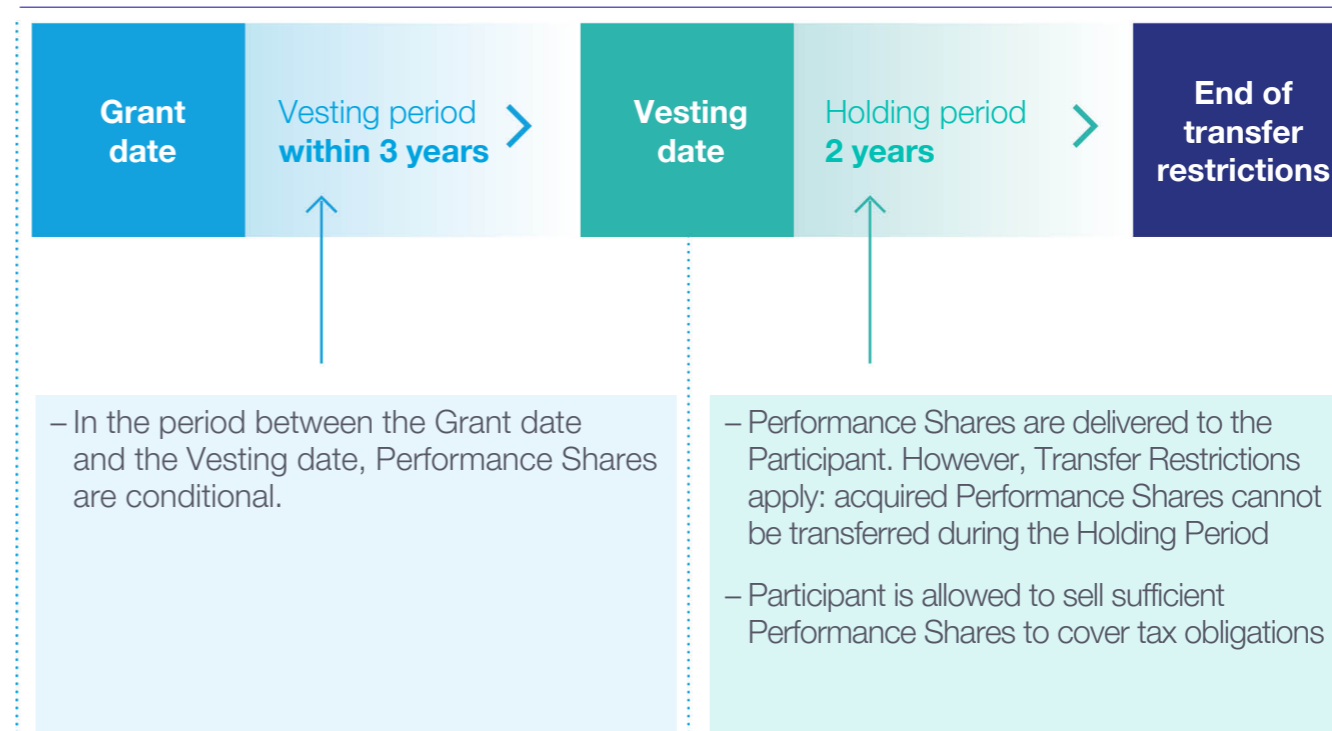 Grant
date
Vesting period
within 3 years
Vesting
date
Holding period
2 years
End of
transfer
restrictions
– In the period between the Grant date
and the Vesting date, Performance Shares
are conditional.
– Performance Shares are delivered to the
Participant. However, Transfer Restrictions
apply: acquired Performance Shares cannot
be transferred during the Holding Period
– Participant is allowed to sell sufficient
Performance Shares to cover tax obligations